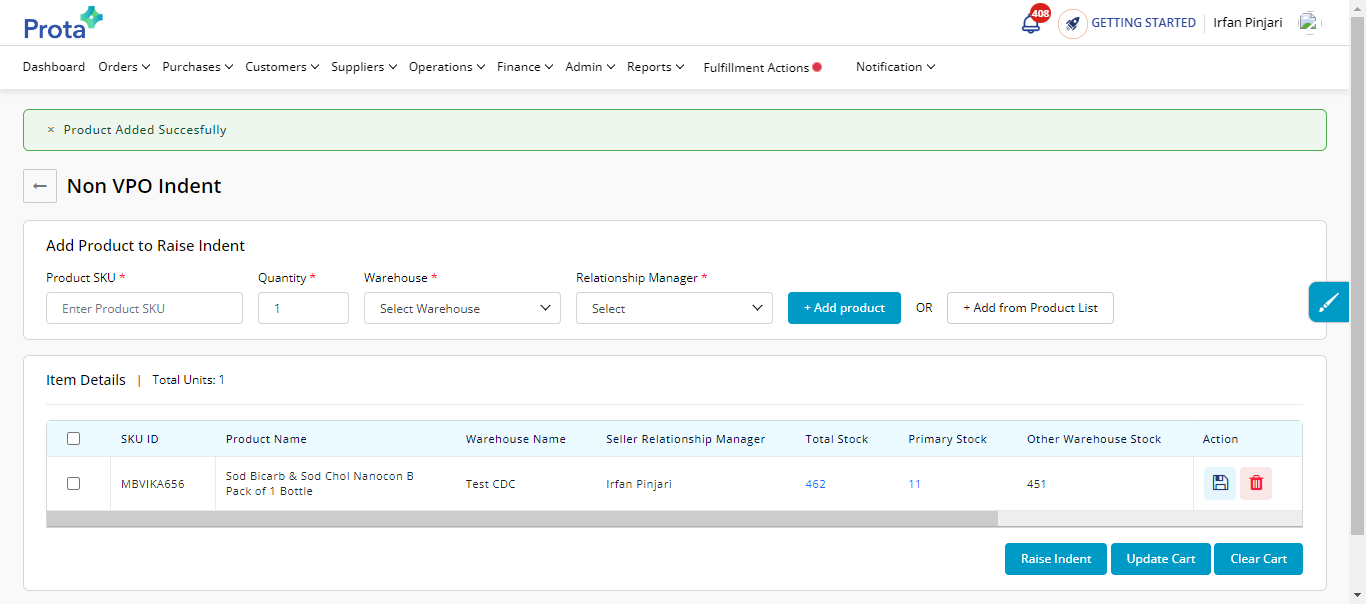 Prota
408
GETTING STARTED
Irfan Pinjari
Dashboard Orders Purchases Customers Suppliers Operations Finance Admin Reports Fulfillment Actions Notification
× Product Added Succesfully
← Non VPO Indent
Add Product to Raise Indent
Product SKU * Quantity * Warehouse * Relationship Manager *
Enter Product SKU 1 Select Warehouse Select + Add product OR + Add from Product List
Item Details | Total Units: 1
SKU ID Product Name Warehouse Name Seller Relationship Manager Total Stock Primary Stock Other Warehouse Stock Action
MBVIKA656 Sod Bicarb & Sod Chol Nanocon B
Pack of 1 Bottle Test CDC Irfan Pinjari 462 11 451
Raise Indent Update Cart Clear Cart